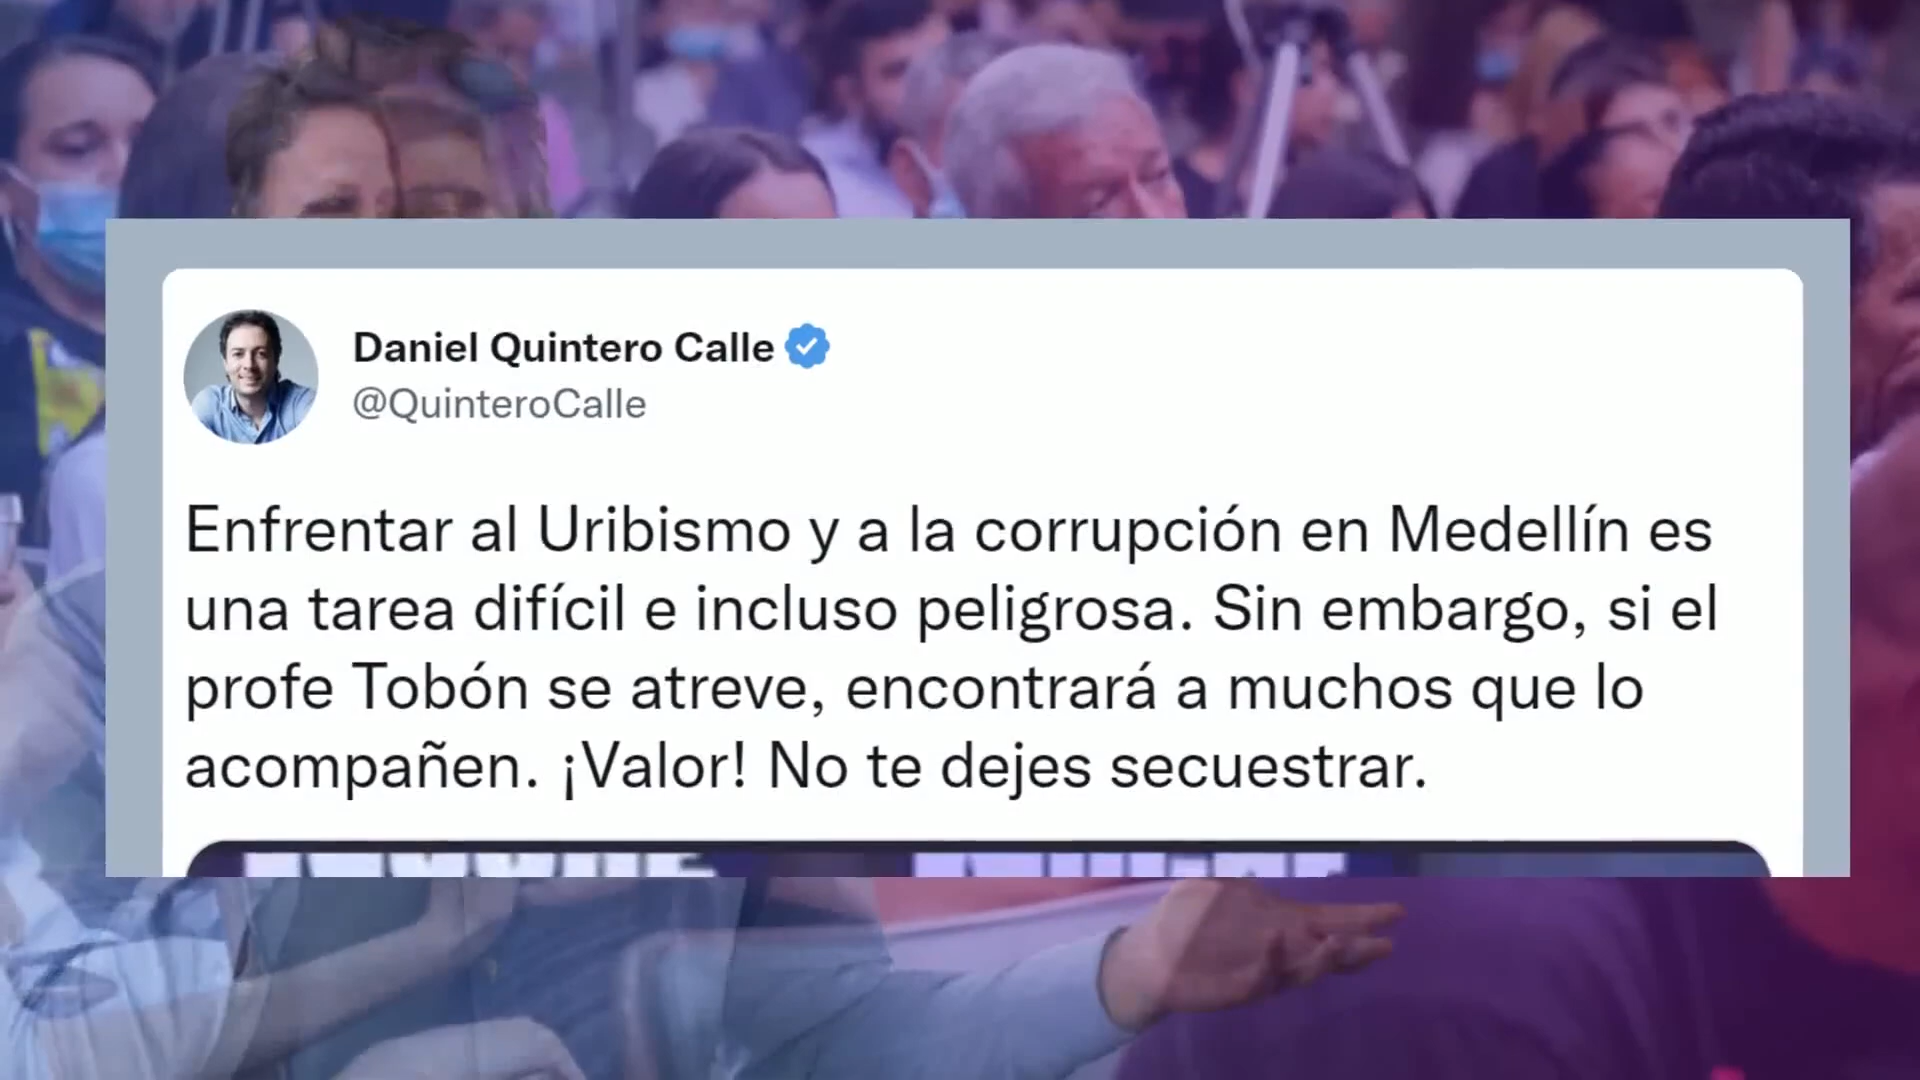 Daniel Quintero Calle
@QuinteroCalle
Enfrentar al Uribismo y a la corrupción en Medellín es
una tarea difícil e incluso peligrosa. Sin embargo, si el
profe Tobón se atreve, encontrará a muchos que lo
acompañen. ¡Valor! No te dejes secuestrar.